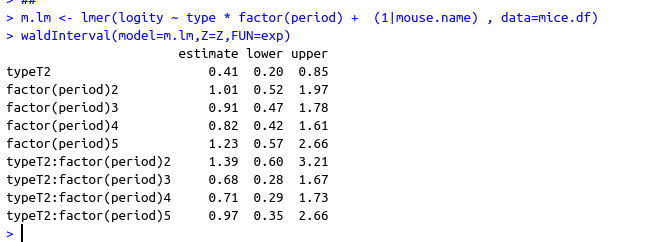 > ##
> m.lm <- lmer(logity ~ type * factor(period) +  (1|mouse.name) , data=mice.df)
> waldInterval(model=m.lm,Z=Z,FUN=exp)
                       estimate lower upper
typeT2                     0.41  0.20  0.85
factor(period)2            1.01  0.52  1.97
factor(period)3            0.91  0.47  1.78
factor(period)4            0.82  0.42  1.61
factor(period)5            1.23  0.57  2.66
typeT2:factor(period)2     1.39  0.60  3.21
typeT2:factor(period)3     0.68  0.28  1.67
typeT2:factor(period)4     0.71  0.29  1.73
typeT2:factor(period)5     0.97  0.35  2.66
>